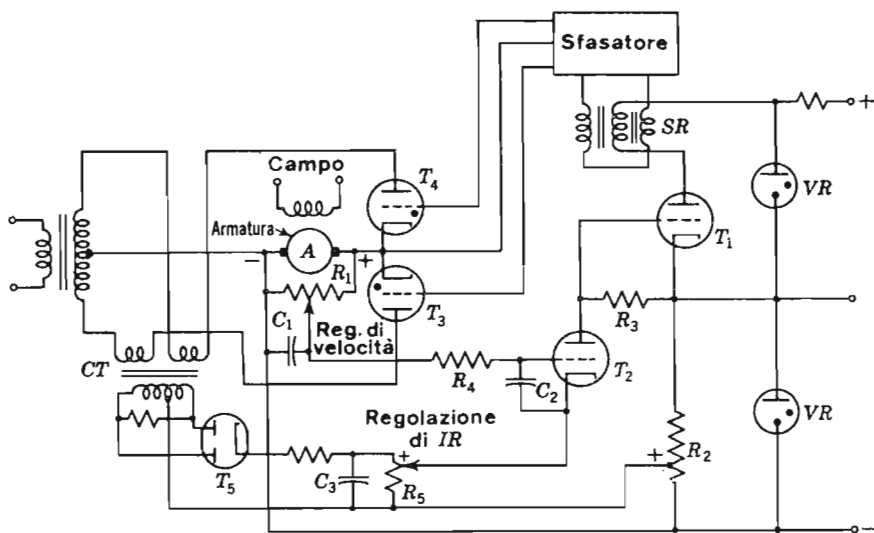 Sfasatore
SR
+
Campo
T4
VR
Armatura
A
T1
−
+
R1
C1
Reg. di
velocità
T3
R3
CT
R4
C2
T2
Regolazione
di IR
VR
+
R2
+
T5
C3
R5
−